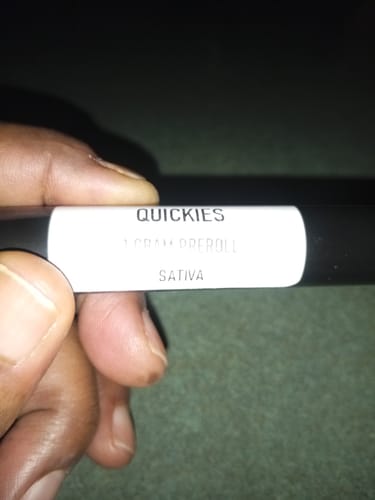 QUICKIES
1 GRAM PREROLL
SATIVA